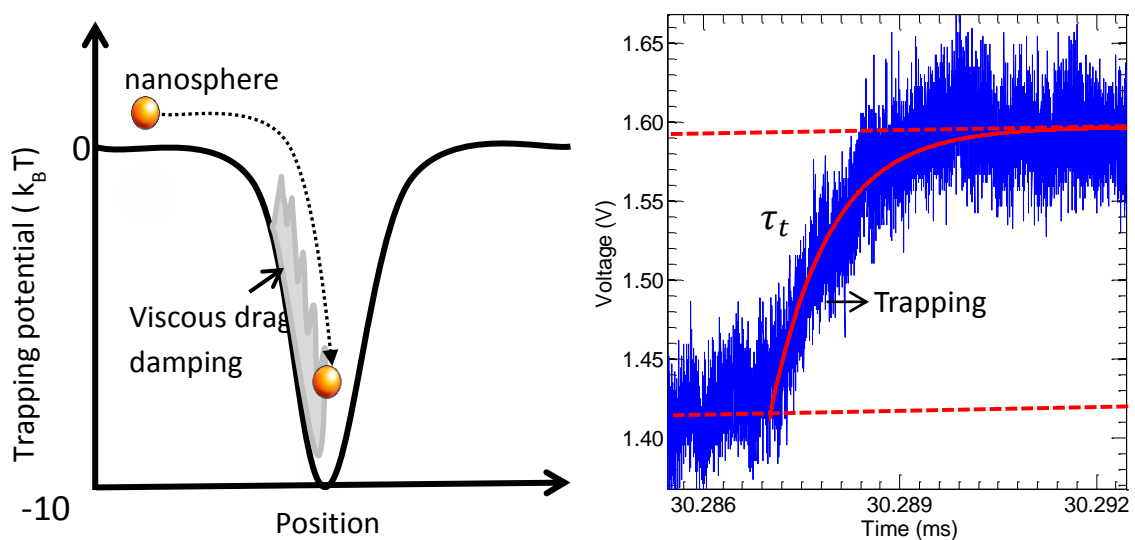 nanosphere
0
Trapping potential ( k_B T)
Viscous drag
damping
-10
Position
1.65
1.60
1.55
1.50
1.45
1.40
Voltage (V)
τ_t
Trapping
30.286
30.289
30.292
Time (ms)